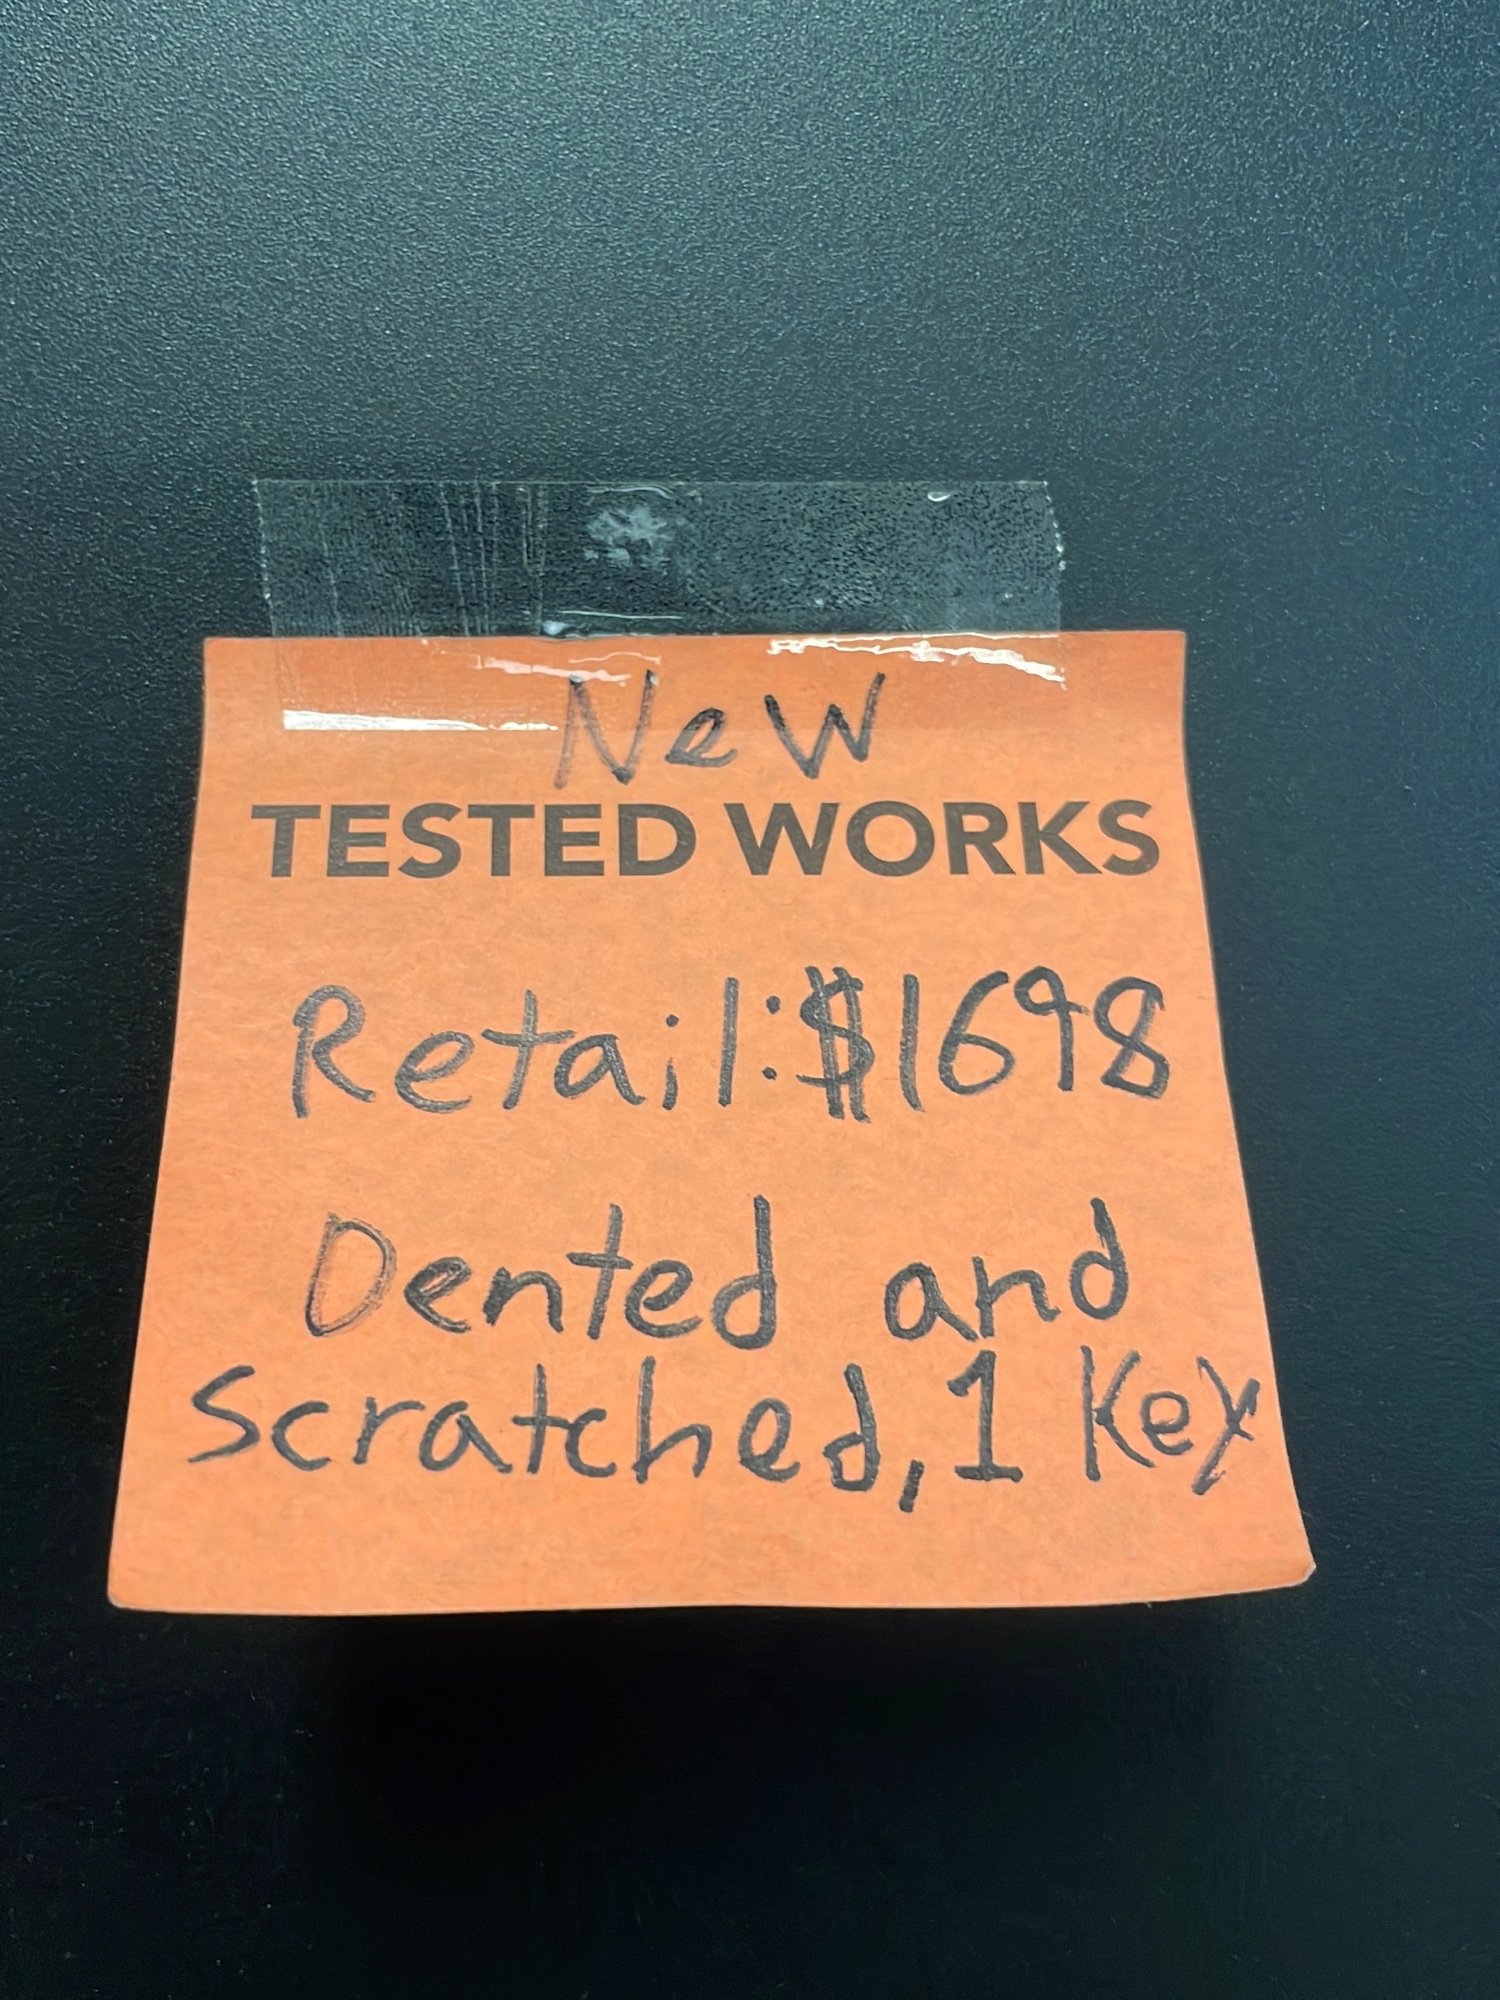 New
TESTED WORKS
Retail: $1698
Dented and
scratched, 1 Key